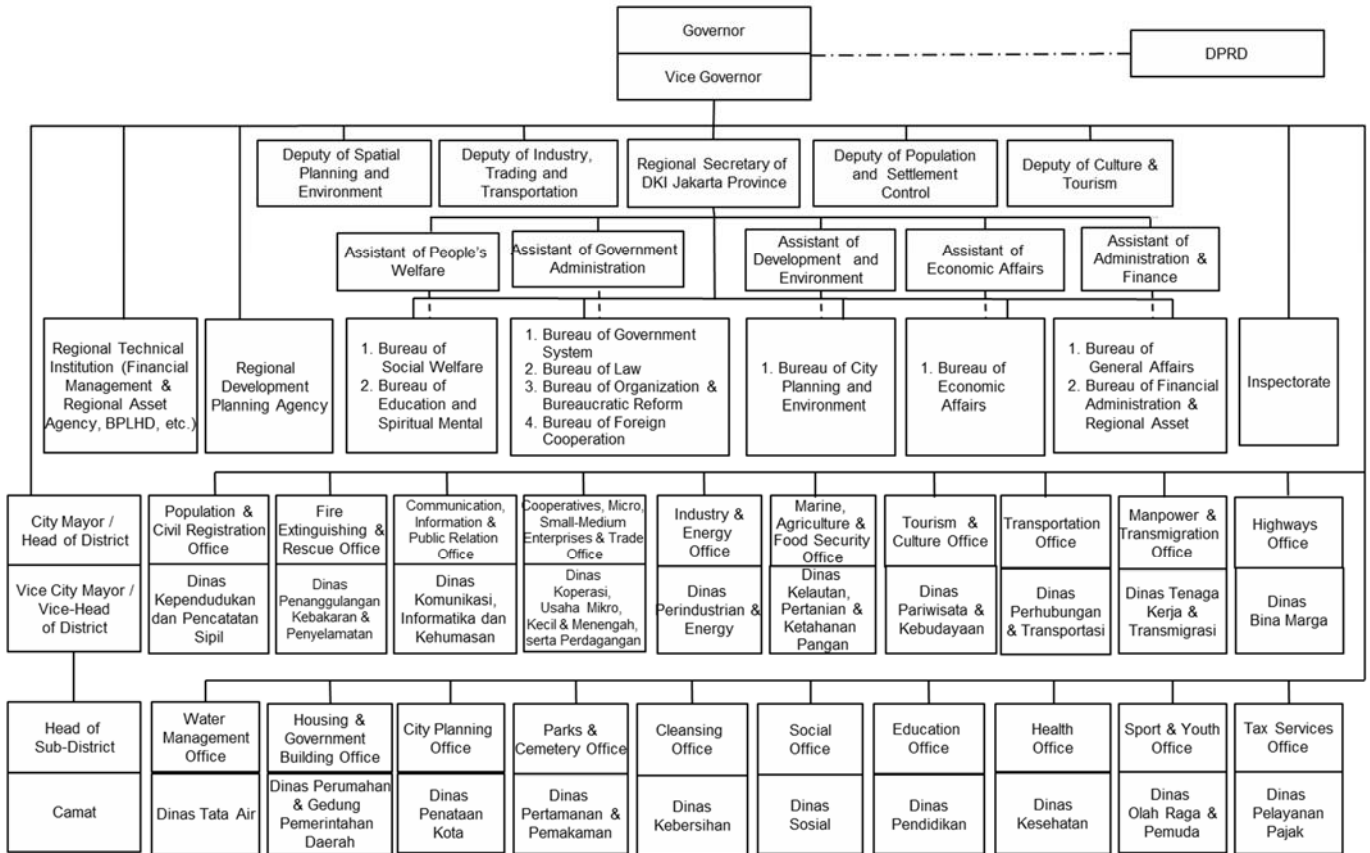 Governor
Vice Governor
DPRD
Deputy of Spatial
Planning and
Environment
Deputy of Industry,
Trading and
Transportation
Regional Secretary of
DKI Jakarta Province
Deputy of Population
and Settlement
Control
Deputy of Culture &
Tourism
Assistant of People's
Welfare
Assistant of Government
Administration
Assistant of
Development and
Environment
Assistant of
Economic Affairs
Assistant of
Administration &
Finance
Regional Technical
Institution (Financial
Management &
Regional Asset
Agency, BPLHD, etc.)
Regional
Development
Planning Agency
1. Bureau of
Social Welfare
2. Bureau of
Education and
Spiritual Mental
1. Bureau of Government
System
2. Bureau of Law
3. Bureau of Organization &
Bureaucratic Reform
4. Bureau of Foreign
Cooperation
1. Bureau of City
Planning and
Environment
1. Bureau of
Economic
Affairs
1. Bureau of
General Affairs
2. Bureau of Financial
Administration &
Regional Asset
Inspectorate
City Mayor /
Head of District
Vice City Mayor /
Vice-Head
of District
Population &
Civil Registration
Office
Dinas
Kependudukan
dan Pencatatan
Sipil
Fire
Extinguishing &
Rescue Office
Dinas
Penanggulangan
Kebakaran &
Penyelamatan
Communication,
Information &
Public Relation
Office
Dinas
Komunikasi,
Informatika dan
Kehumasan
Cooperatives, Micro,
Small-Medium
Enterprises & Trade
Office
Dinas
Koperasi,
Usaha Mikro,
Kecil & Menengah,
serta Perdagangan
Industry &
Energy
Office
Dinas
Perindustrian &
Energy
Marine,
Agriculture &
Food Security
Office
Dinas
Kelautan,
Pertanian &
Ketahanan
Pangan
Tourism &
Culture Office
Dinas
Pariwisata &
Kebudayaan
Transportation
Office
Dinas
Perhubungan
& Transportasi
Manpower &
Transmigration
Office
Dinas Tenaga
Kerja &
Transmigrasi
Highways
Office
Dinas
Bina Marga
Head of
Sub-District
Camat
Water
Management
Office
Dinas Tata Air
Housing &
Government
Building Office
Dinas Perumahan
& Gedung
Pemerintahan
Daerah
City Planning
Office
Dinas
Penataan
Kota
Parks &
Cemetery Office
Dinas
Pertamanan &
Pemakaman
Cleansing
Office
Dinas
Kebersihan
Social
Office
Dinas
Sosial
Education
Office
Dinas
Pendidikan
Health
Office
Dinas
Kesehatan
Sport & Youth
Office
Dinas
Olah Raga &
Pemuda
Tax Services
Office
Dinas
Pelayanan
Pajak